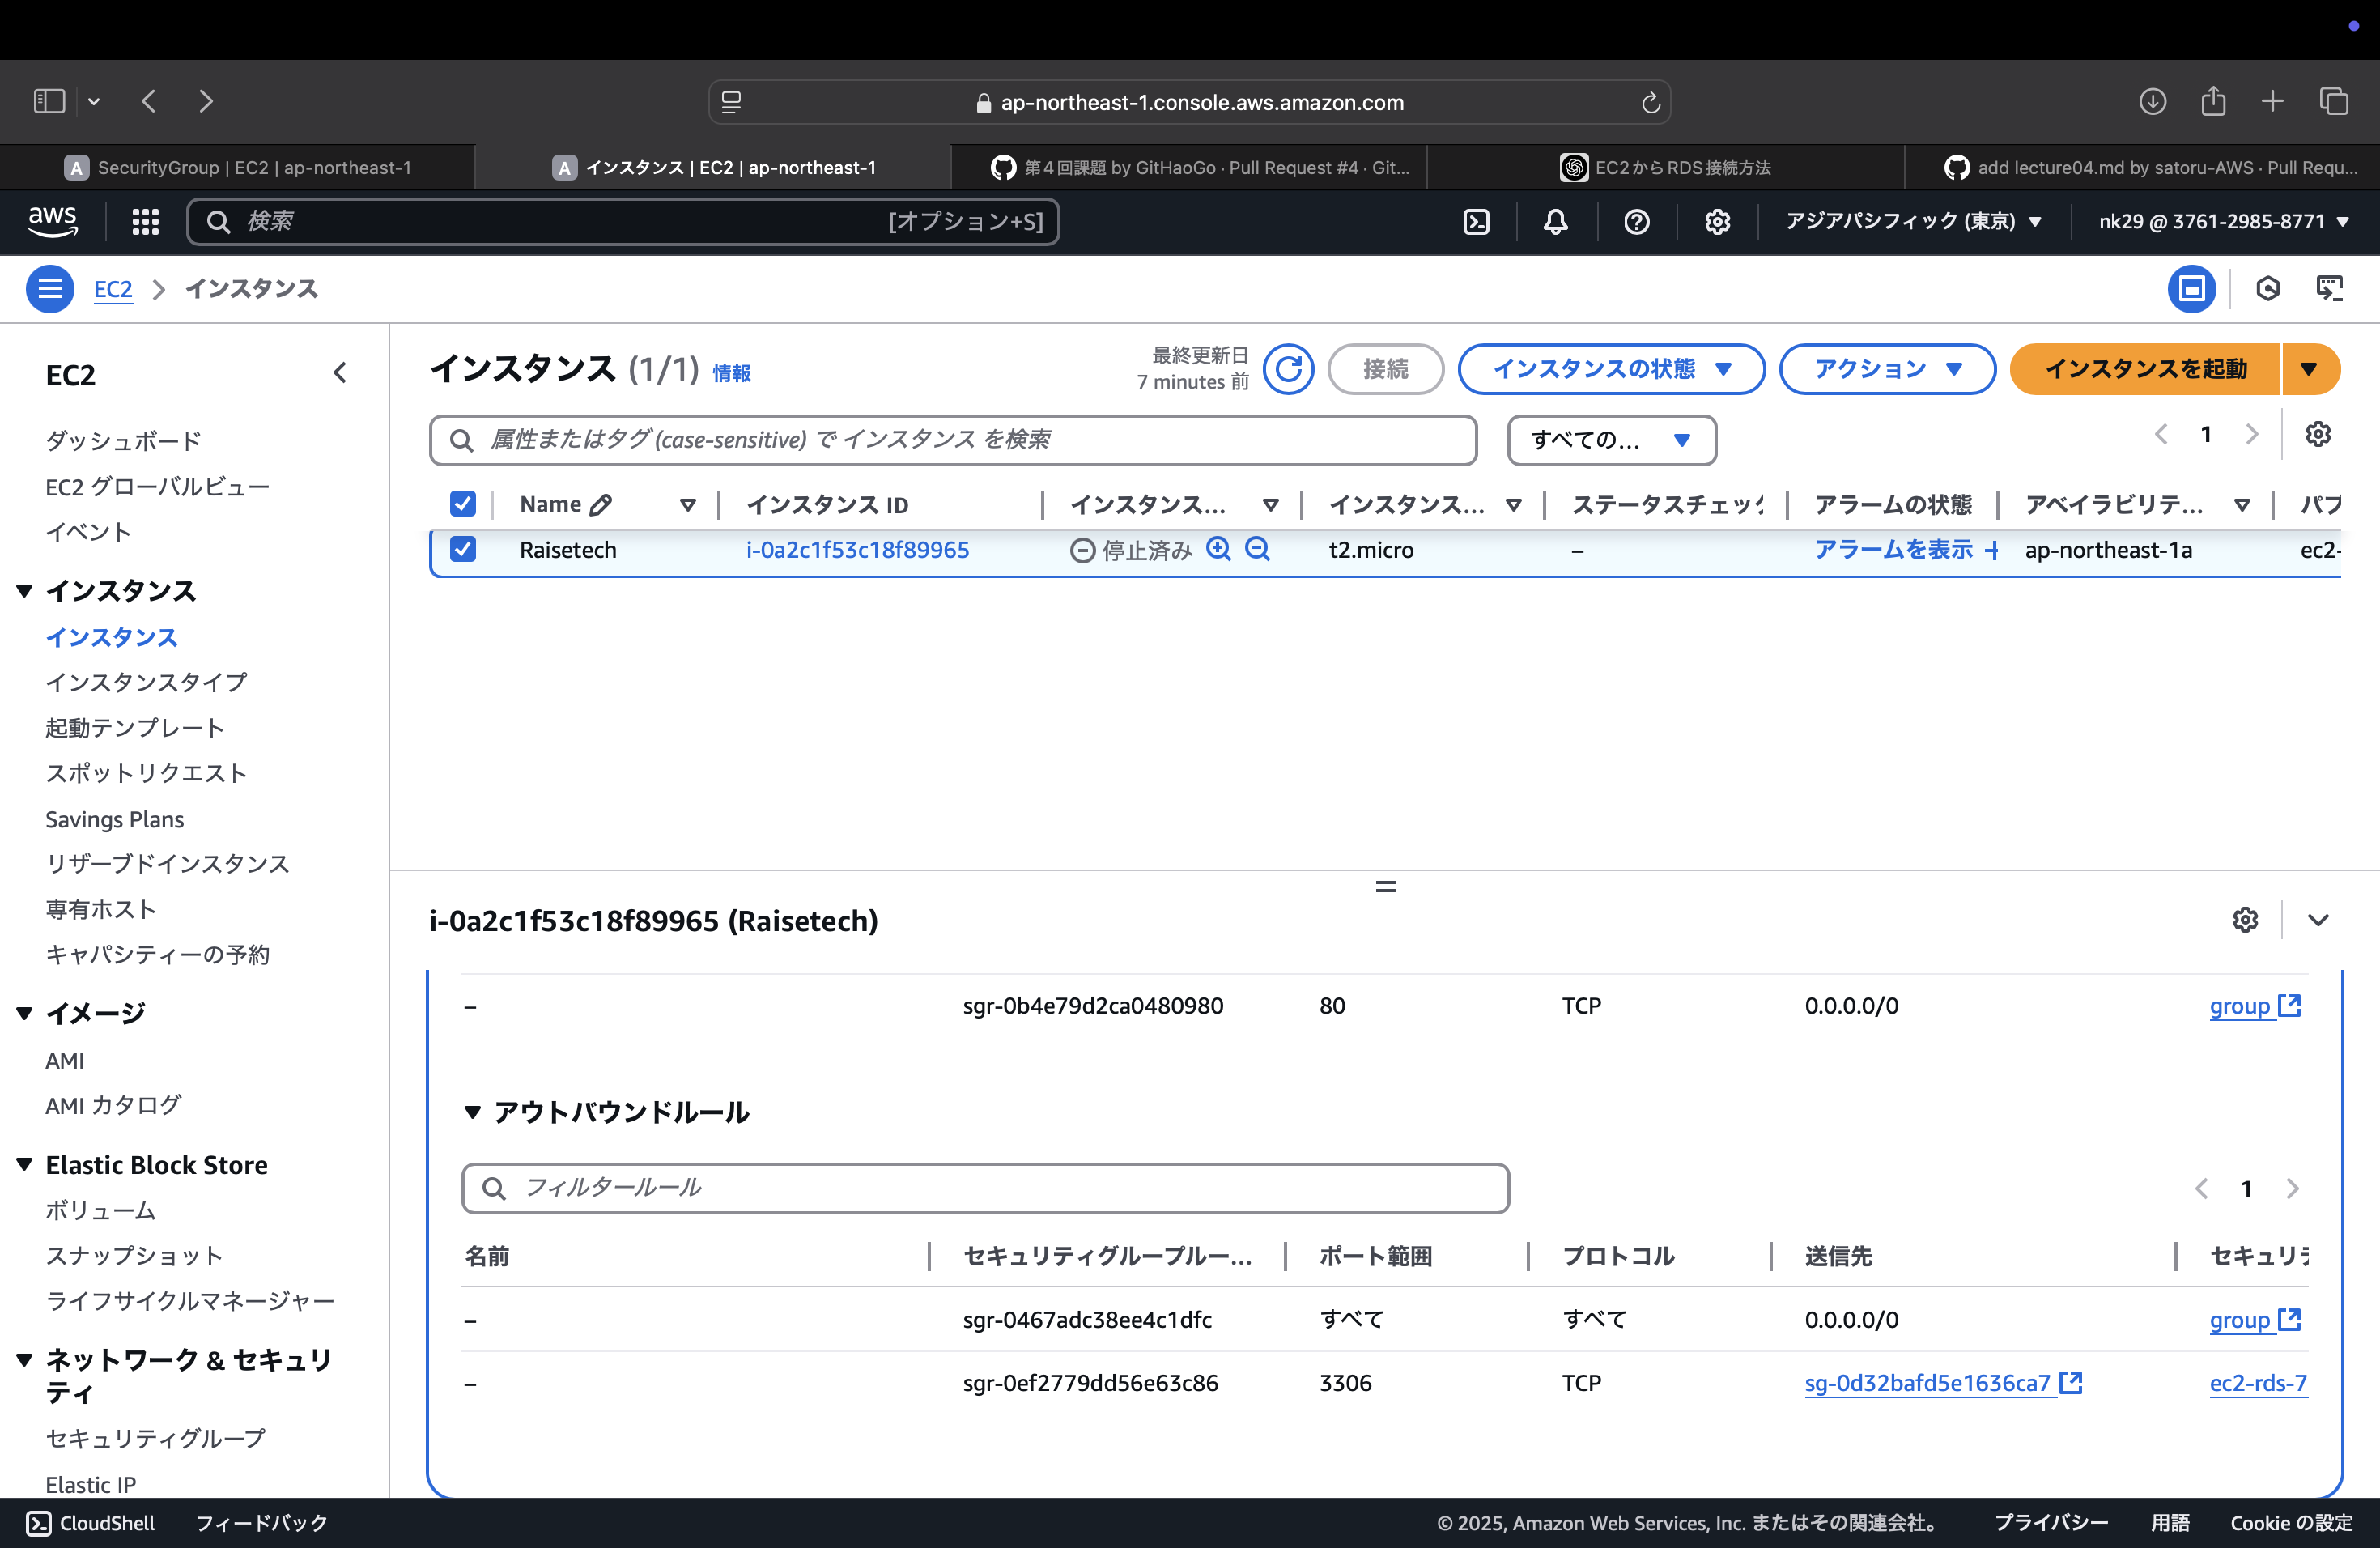 ap-northeast-1.console.aws.amazon.com
A SecurityGroup | EC2 | ap-northeast-1
A インスタンス | EC2 | ap-northeast-1
第4回課題 by GitHaoGo · Pull Request #4 · Git...
EC2からRDS接続方法
add lecture04.md by satoru-AWS · Pull Requ...
aws
検索
[オプション+S]
アジアパシフィック (東京) ▼
nk29 @ 3761-2985-8771 ▼
EC2 > インスタンス
EC2
ダッシュボード
EC2 グローバルビュー
イベント
▼ インスタンス
インスタンス
インスタンスタイプ
起動テンプレート
スポットリクエスト
Savings Plans
リザーブドインスタンス
専有ホスト
キャパシティーの予約
▼ イメージ
AMI
AMI カタログ
▼ Elastic Block Store
ボリューム
スナップショット
ライフサイクルマネージャー
▼ ネットワーク & セキュリ
ティ
セキュリティグループ
Elastic IP
インスタンス (1/1) 情報
最終更新日
7 minutes 前
接続
インスタンスの状態 ▼
アクション ▼
インスタンスを起動 ▼
属性またはタグ (case-sensitive) で インスタンス を検索
すべての... ▼
1
Name インスタンス ID インスタンス... インスタンス... ステータスチェック アラームの状態 アベイラビリテ... パブ
Raisetech i-0a2c1f53c18f89965 停止済み t2.micro – アラームを表示 + ap-northeast-1a ec2-
i-0a2c1f53c18f89965 (Raisetech)
– sgr-0b4e79d2ca0480980 80 TCP 0.0.0.0/0 group
▼ アウトバウンドルール
フィルタールール
1
名前 セキュリティグループルー... ポート範囲 プロトコル 送信先 セキュリテ
– sgr-0467adc38ee4c1dfc すべて すべて 0.0.0.0/0 group
– sgr-0ef2779dd56e63c86 3306 TCP sg-0d32bafd5e1636ca7 ec2-rds-7
CloudShell フィードバック
© 2025, Amazon Web Services, Inc. またはその関連会社。
プライバシー 用語 Cookie の設定